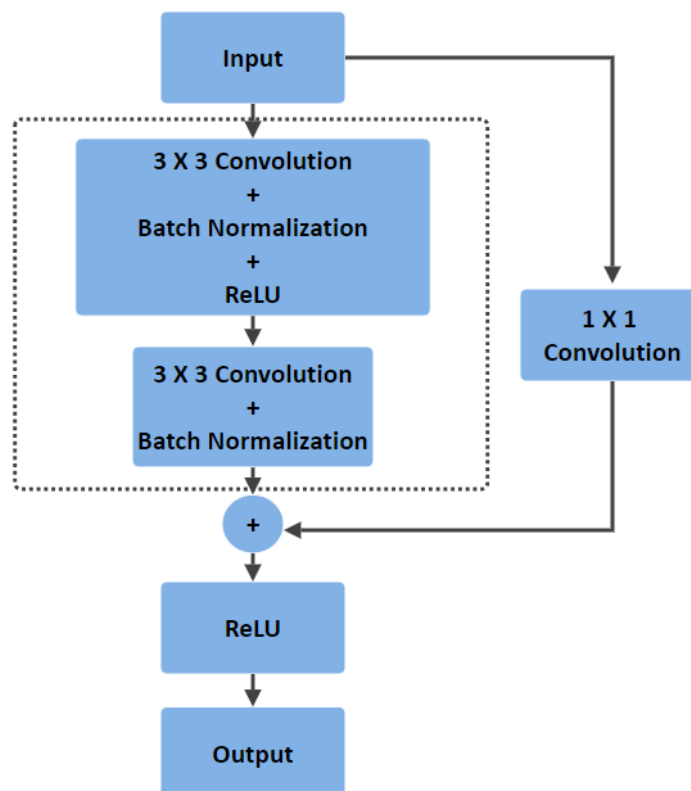 Input
3 X 3 Convolution
+
Batch Normalization
+
ReLU
1 X 1
Convolution
3 X 3 Convolution
+
Batch Normalization
+
ReLU
Output